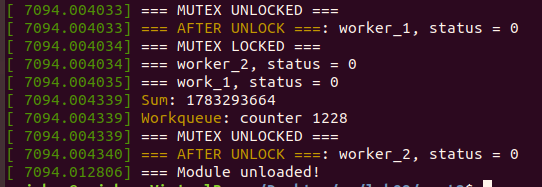 [ 7094.004033] === MUTEX UNLOCKED ===
[ 7094.004033] === AFTER UNLOCK ===: worker_1, status = 0
[ 7094.004034] === MUTEX LOCKED ===
[ 7094.004034] === worker_2, status = 0
[ 7094.004035] === work_1, status = 0
[ 7094.004339] Sum: 1783293664
[ 7094.004339] Workqueue: counter 1228
[ 7094.004339] === MUTEX UNLOCKED ===
[ 7094.004340] === AFTER UNLOCK ===: worker_2, status = 0
[ 7094.012806] === Module unloaded!